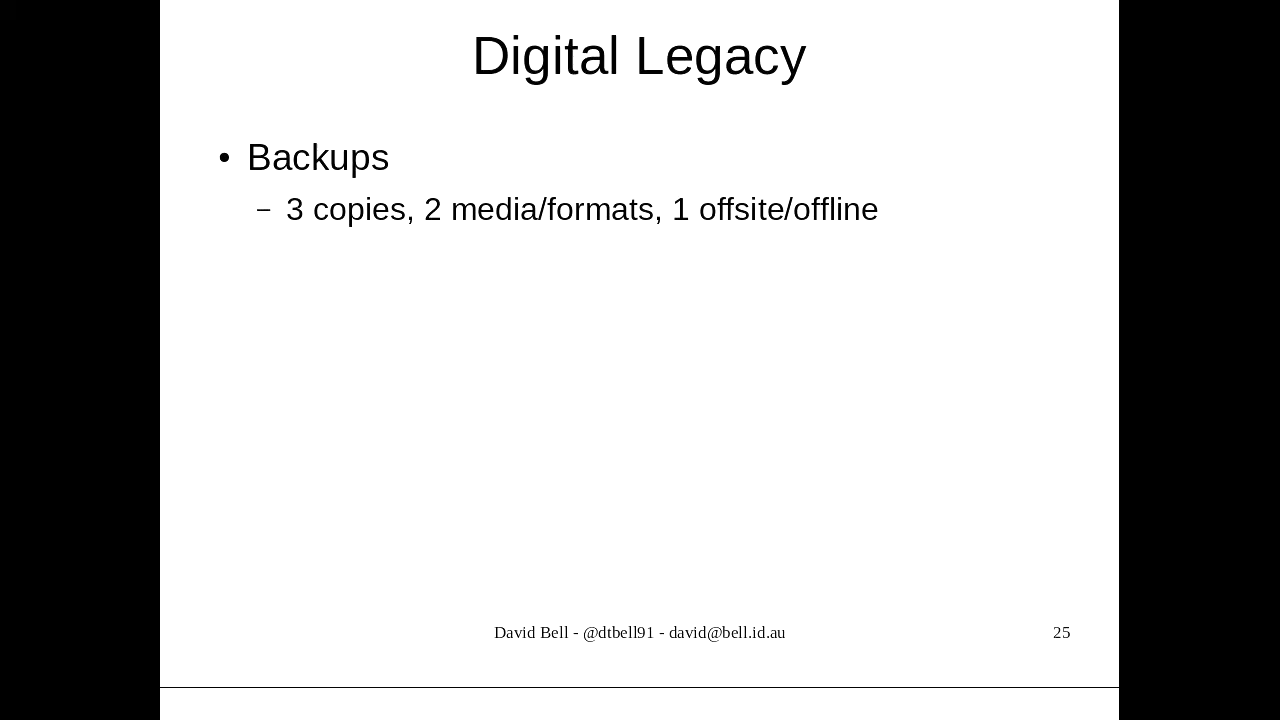 Digital Legacy
• Backups
– 3 copies, 2 media/formats, 1 offsite/offline
David Bell - @dtbell91 - david@bell.id.au 25